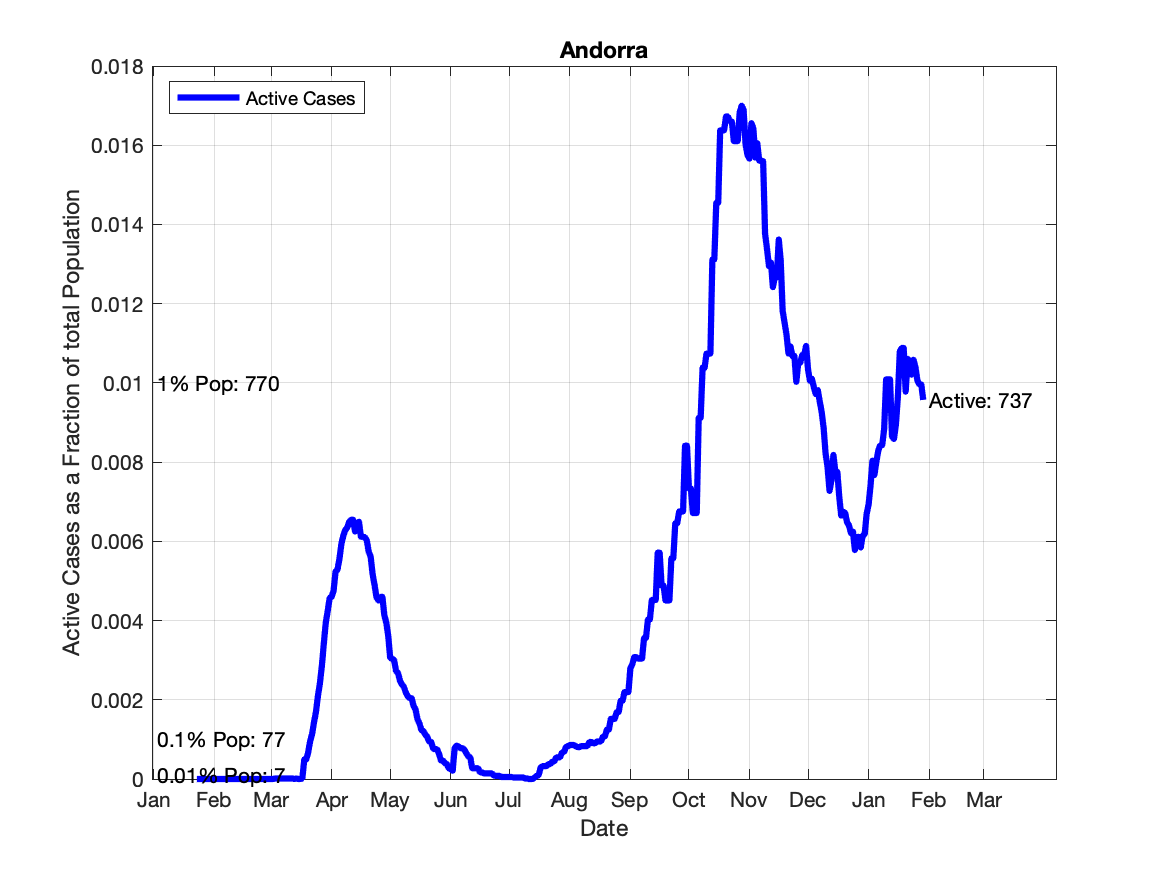 Andorra
Active Cases
0.018
0.016
0.014
0.012
0.01
0.008
0.006
0.004
0.002
0
Active Cases as a Fraction of total Population
1% Pop: 770
Active: 737
0.1% Pop: 77
0.01% Pop: 7
Jan Feb Mar Apr May Jun Jul Aug Sep Oct Nov Dec Jan Feb Mar
Date